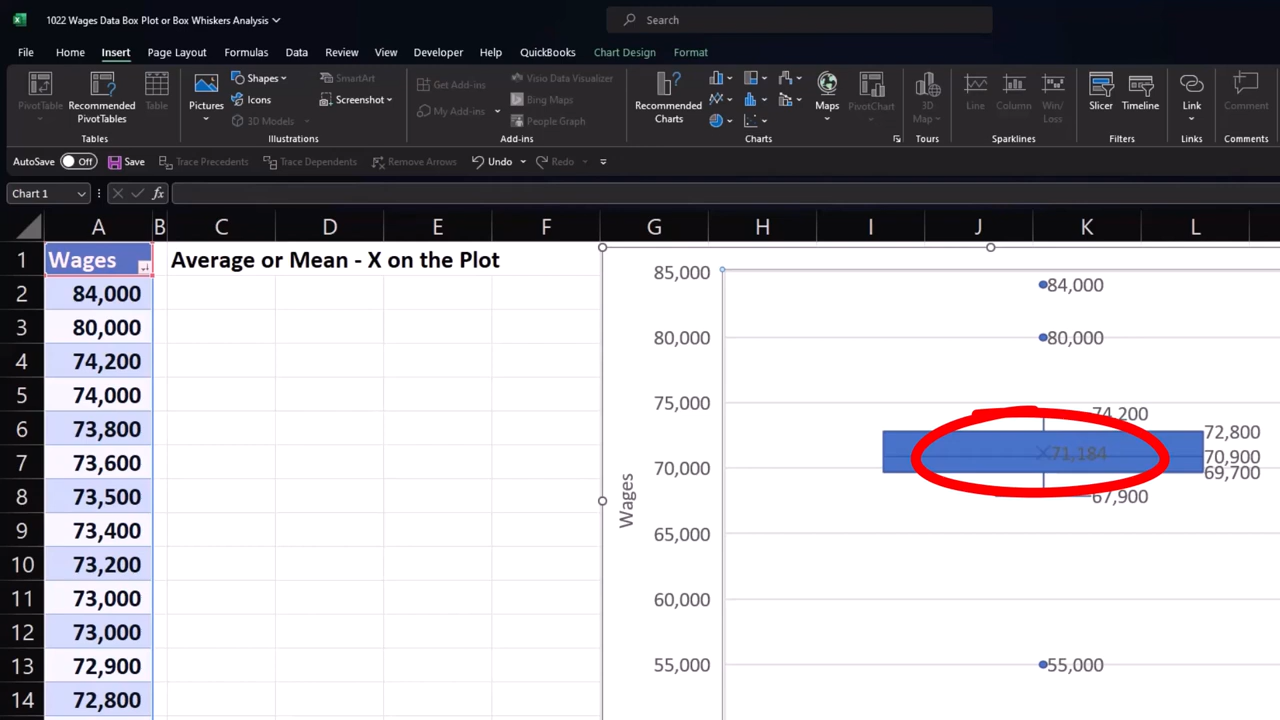 1022 Wages Data Box Plot or Box Whiskers Analysis
Search
File Home Insert Page Layout Formulas Data Review View Developer Help QuickBooks Chart Design Format
PivotTable
Recommended PivotTables
Table
Tables
Pictures
Shapes
Icons
3D Models
SmartArt
Screenshot
Illustrations
Get Add-ins
My Add-ins
Visio Data Visualizer
Bing Maps
People Graph
Add-ins
Recommended Charts
Maps
PivotChart
Charts
3D Map
Tours
Line
Column
Win/Loss
Sparklines
Slicer
Timeline
Filters
Link
Links
Comment
Comments
AutoSave Off Save Trace Precedents Trace Dependents Remove Arrows Undo Redo
Chart 1 fx
A B C D E F G H I J K L
1 Wages Average or Mean - X on the Plot
2 84,000
3 80,000
4 74,200
5 74,000
6 73,800
7 73,600
8 73,500
9 73,400
10 73,200
11 73,000
12 73,000
13 72,900
14 72,800
Wages
85,000
80,000
75,000
70,000
65,000
60,000
55,000
84,000
80,000
74,200
72,800
71,184
70,900
69,700
67,900
55,000